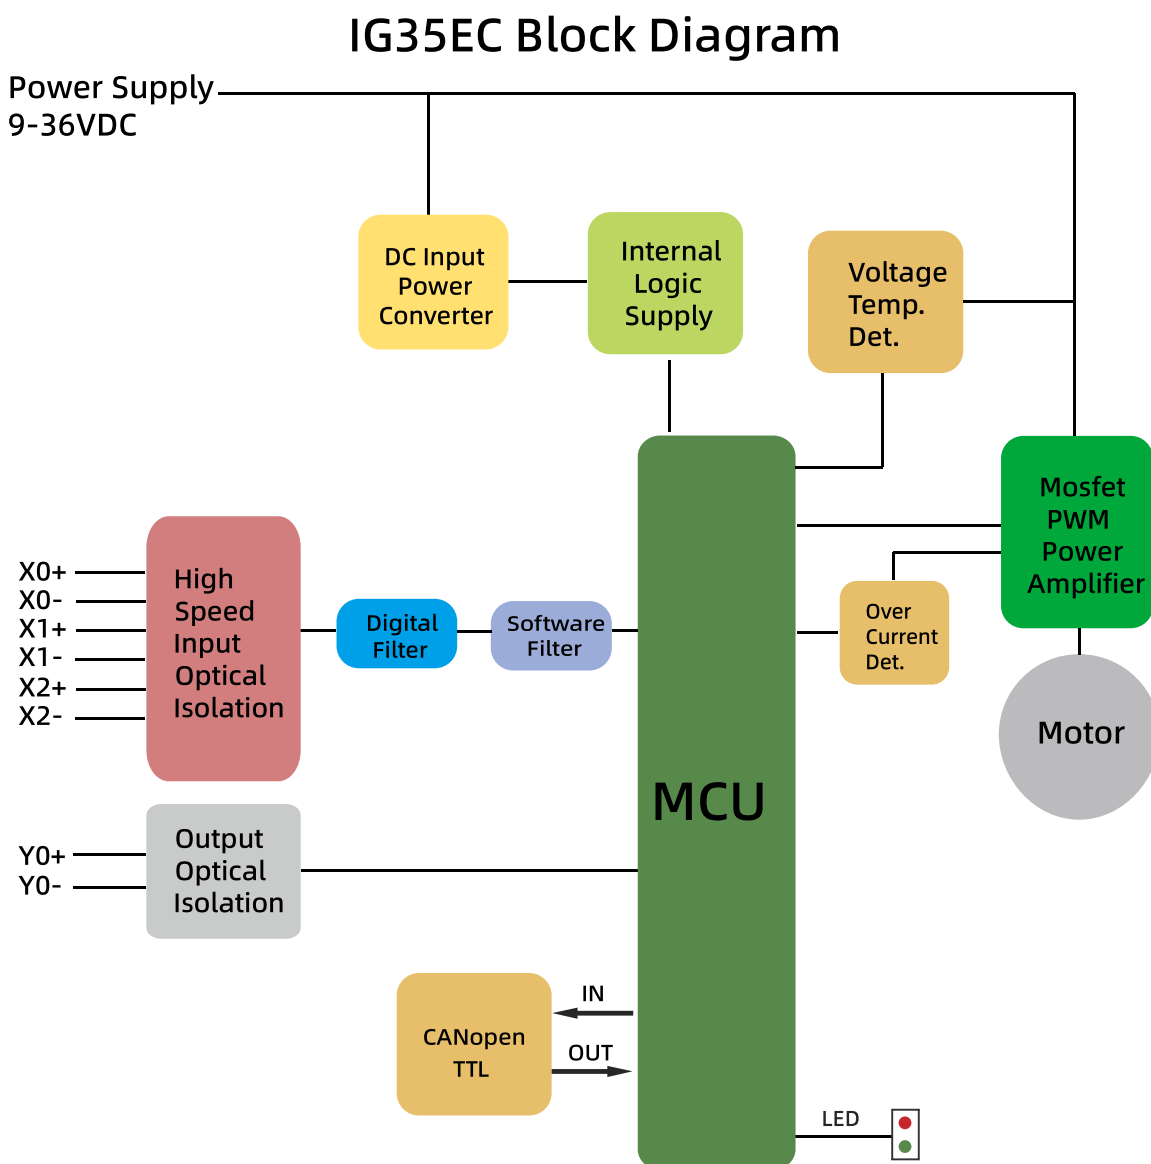 IG35EC Block Diagram
Power Supply
9-36VDC
DC Input
Power
Converter
Internal
Logic
Supply
Voltage
Temp.
Det.
Mosfet
PWM
Power
Amplifier
X0+
X0-
X1+
X1-
X2+
X2-
High
Speed
Input
Optical
Isolation
Digital
Filter
Software
Filter
Over
Current
Det.
Motor
MCU
Y0+
Y0-
Output
Optical
Isolation
IN
CANopen
TTL
OUT
LED